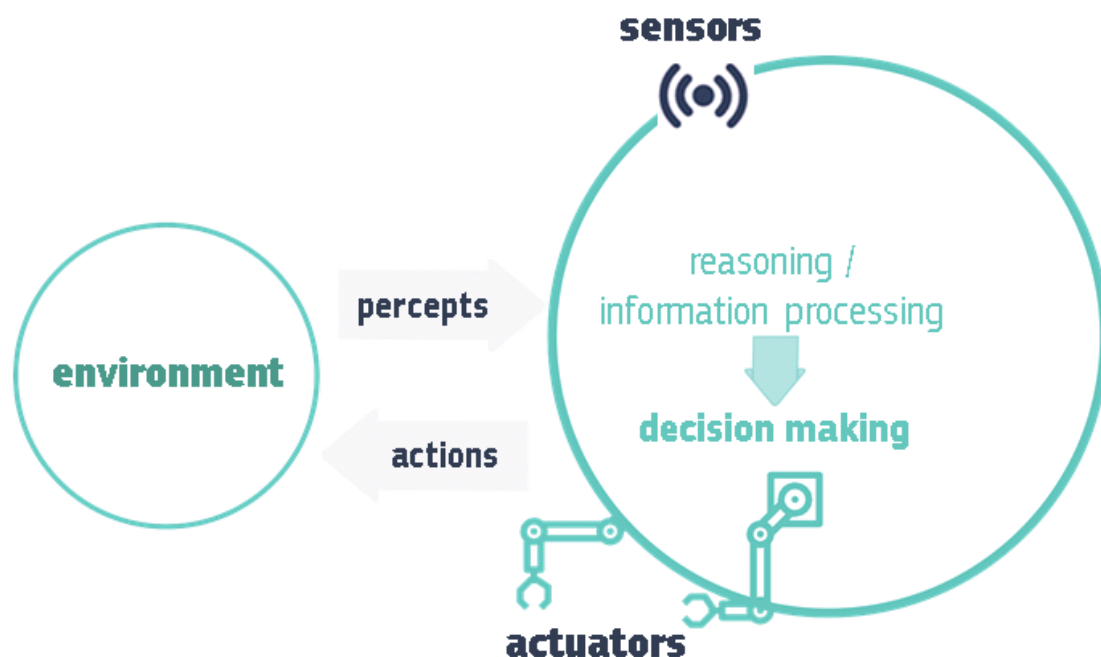 sensors
reasoning /
information processing
percepts
environment
decision making
actions
actuators